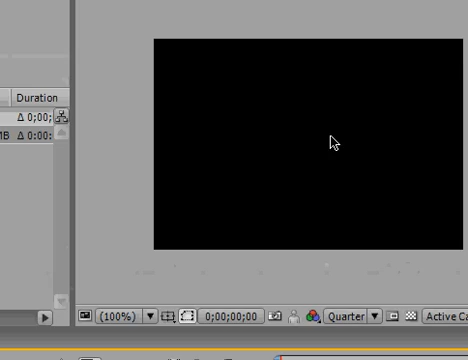 Duration
Δ 0;00;
MB Δ 0:00:
(100%) 0;00;00;00 Quarter Active Ca